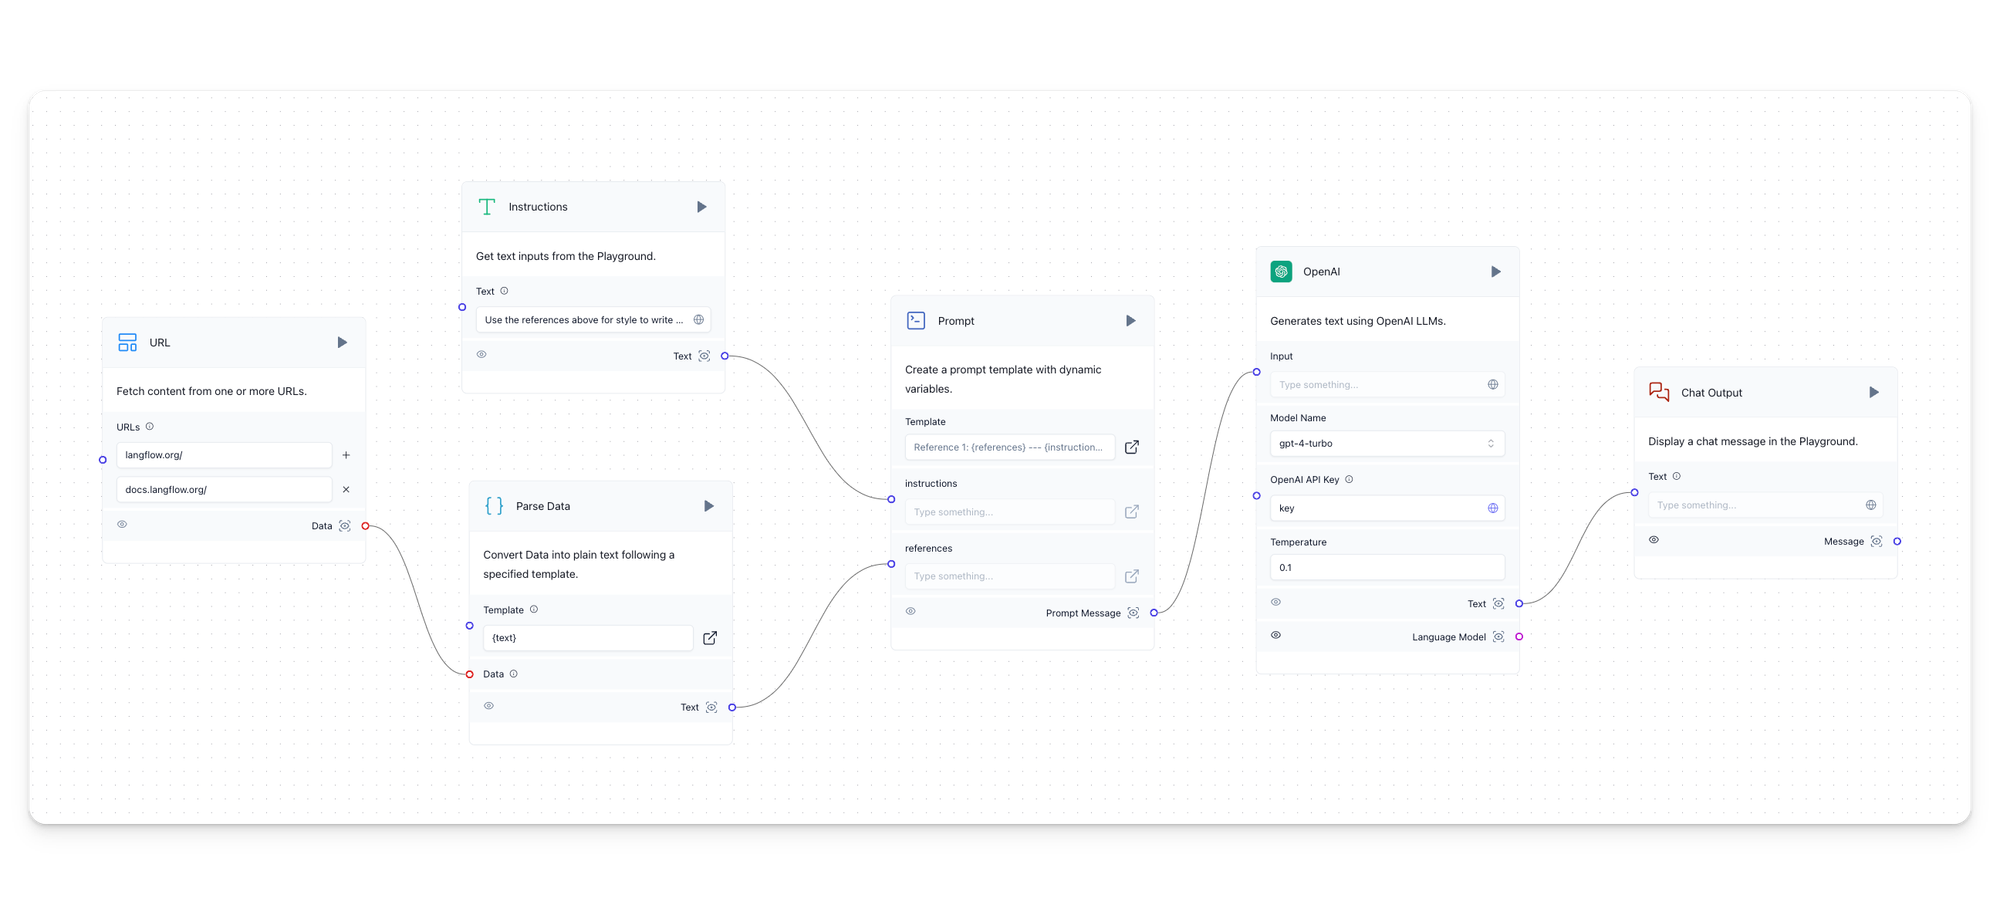 URL
Fetch content from one or more URLs.
URLs
langflow.org/
docs.langflow.org/
Data
Instructions
Get text inputs from the Playground.
Text
Use the references above for style to write ...
Text
Parse Data
Convert Data into plain text following a
specified template.
Template
{text}
Data
Text
Prompt
Create a prompt template with dynamic
variables.
Template
Reference 1: {references} --- {instruction...
instructions
Type something...
references
Type something...
Prompt Message
OpenAI
Generates text using OpenAI LLMs.
Input
Type something...
Model Name
gpt-4-turbo
OpenAI API Key
key
Temperature
0.1
Text
Language Model
Chat Output
Display a chat message in the Playground.
Text
Type something...
Message